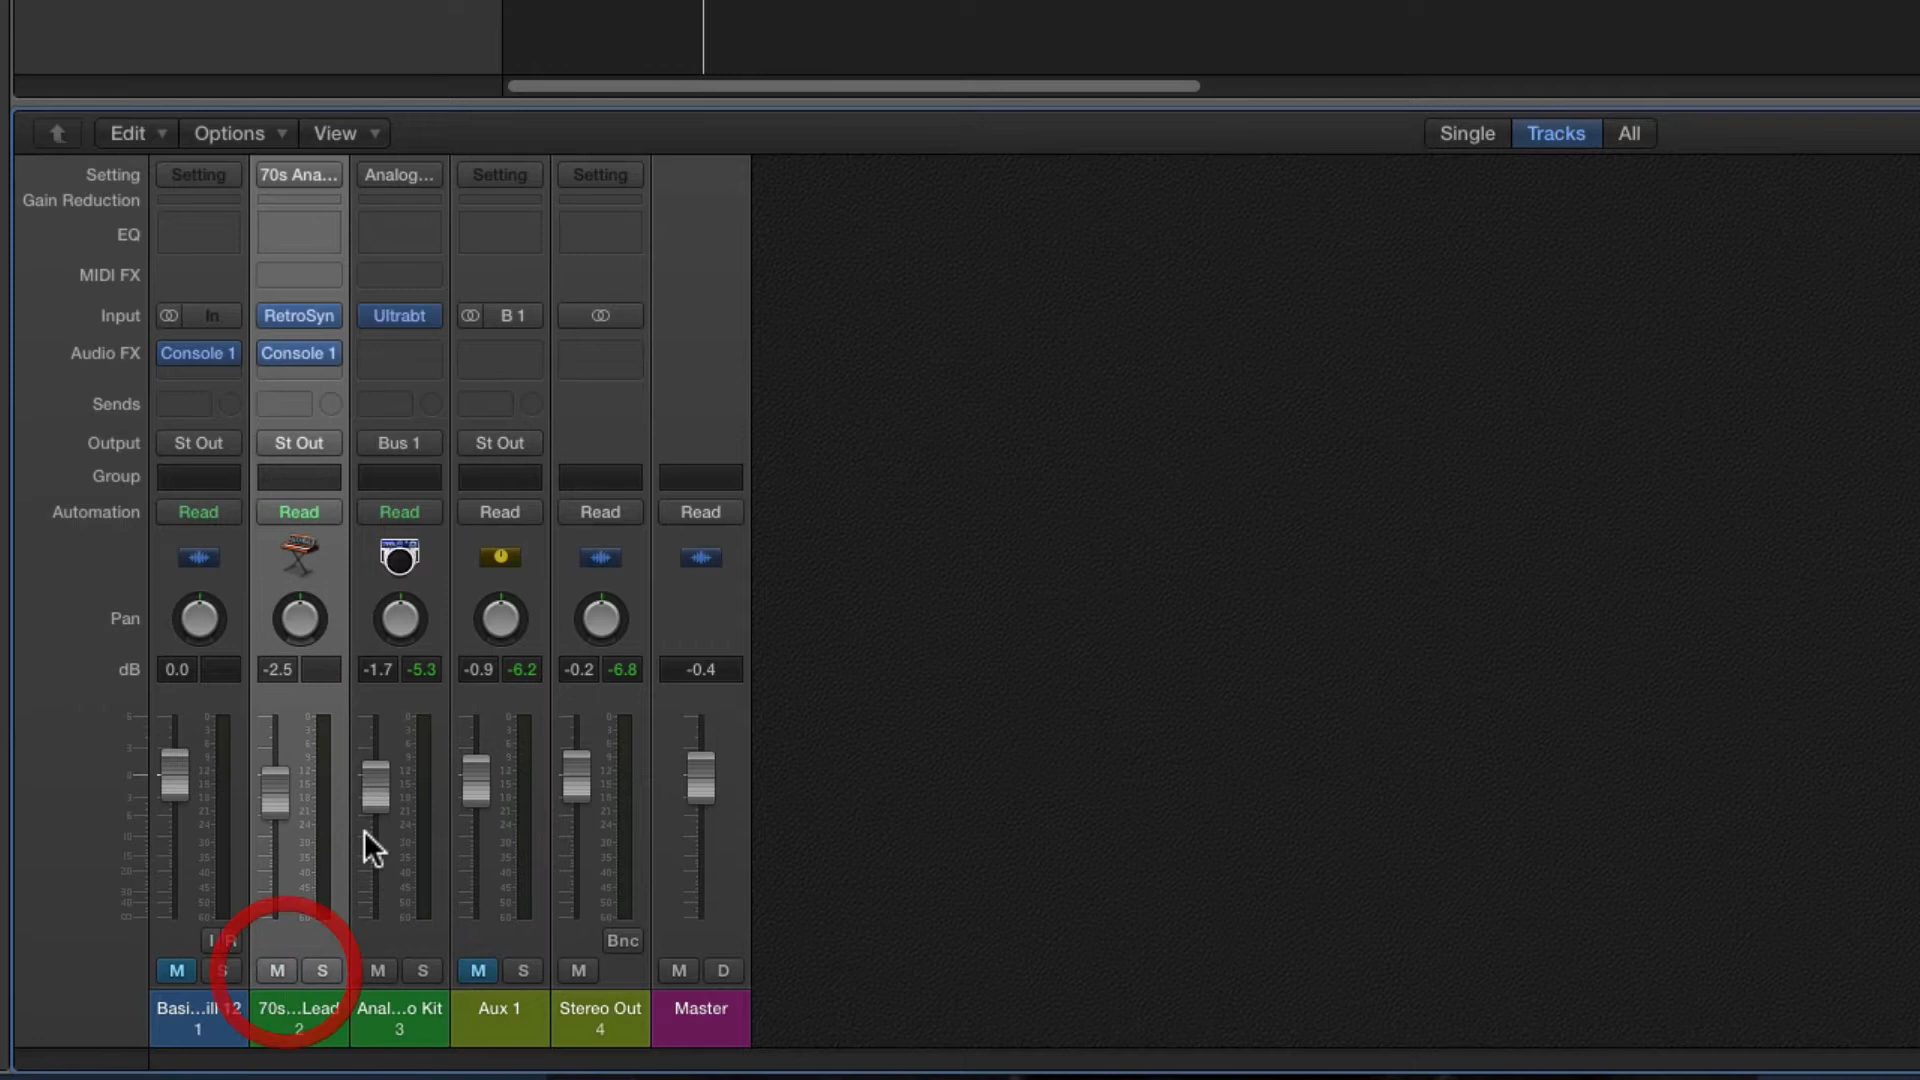 Edit Options View Single Tracks All
Setting Setting 70s Ana... Analog... Setting Setting
Gain Reduction
EQ
MIDI FX
Input In RetroSyn Ultrabt B 1
Audio FX Console 1 Console 1
Sends
Output St Out St Out Bus 1 St Out
Group
Automation Read Read Read Read Read Read
Pan
dB 0.0 -2.5 -1.7 -5.3 -0.9 -6.2 -0.2 -6.8 -0.4
I R Bnc
M S M S M S M S M M D
Basi...ill 12 70s...Lead Anal...o Kit Aux 1 Stereo Out Master
1 2 3 4